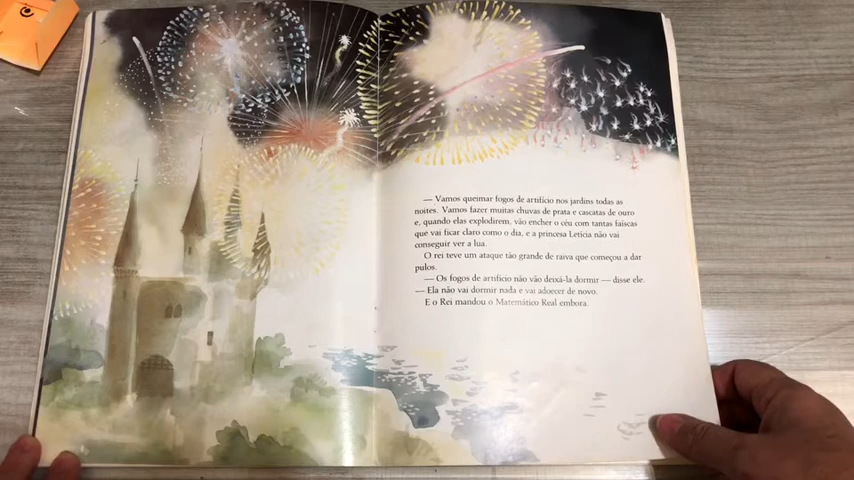 — Vamos queimar fogos de artifício nos jardins todas as
noites. Vamos fazer muitas chuvas de prata e cascatas de ouro
e, quando elas explodirem, vão encher o céu com tantas faíscas
que vai ficar claro como o dia, e a princesa Letícia não vai
conseguir ver a lua.
O rei teve um ataque tão grande de raiva que começou a dar
pulos.
— Os fogos de artifício não vão deixá-la dormir — disse ele.
— Ela não vai dormir nada e vai adoecer de novo.
E o Rei mandou o Matemático Real embora.